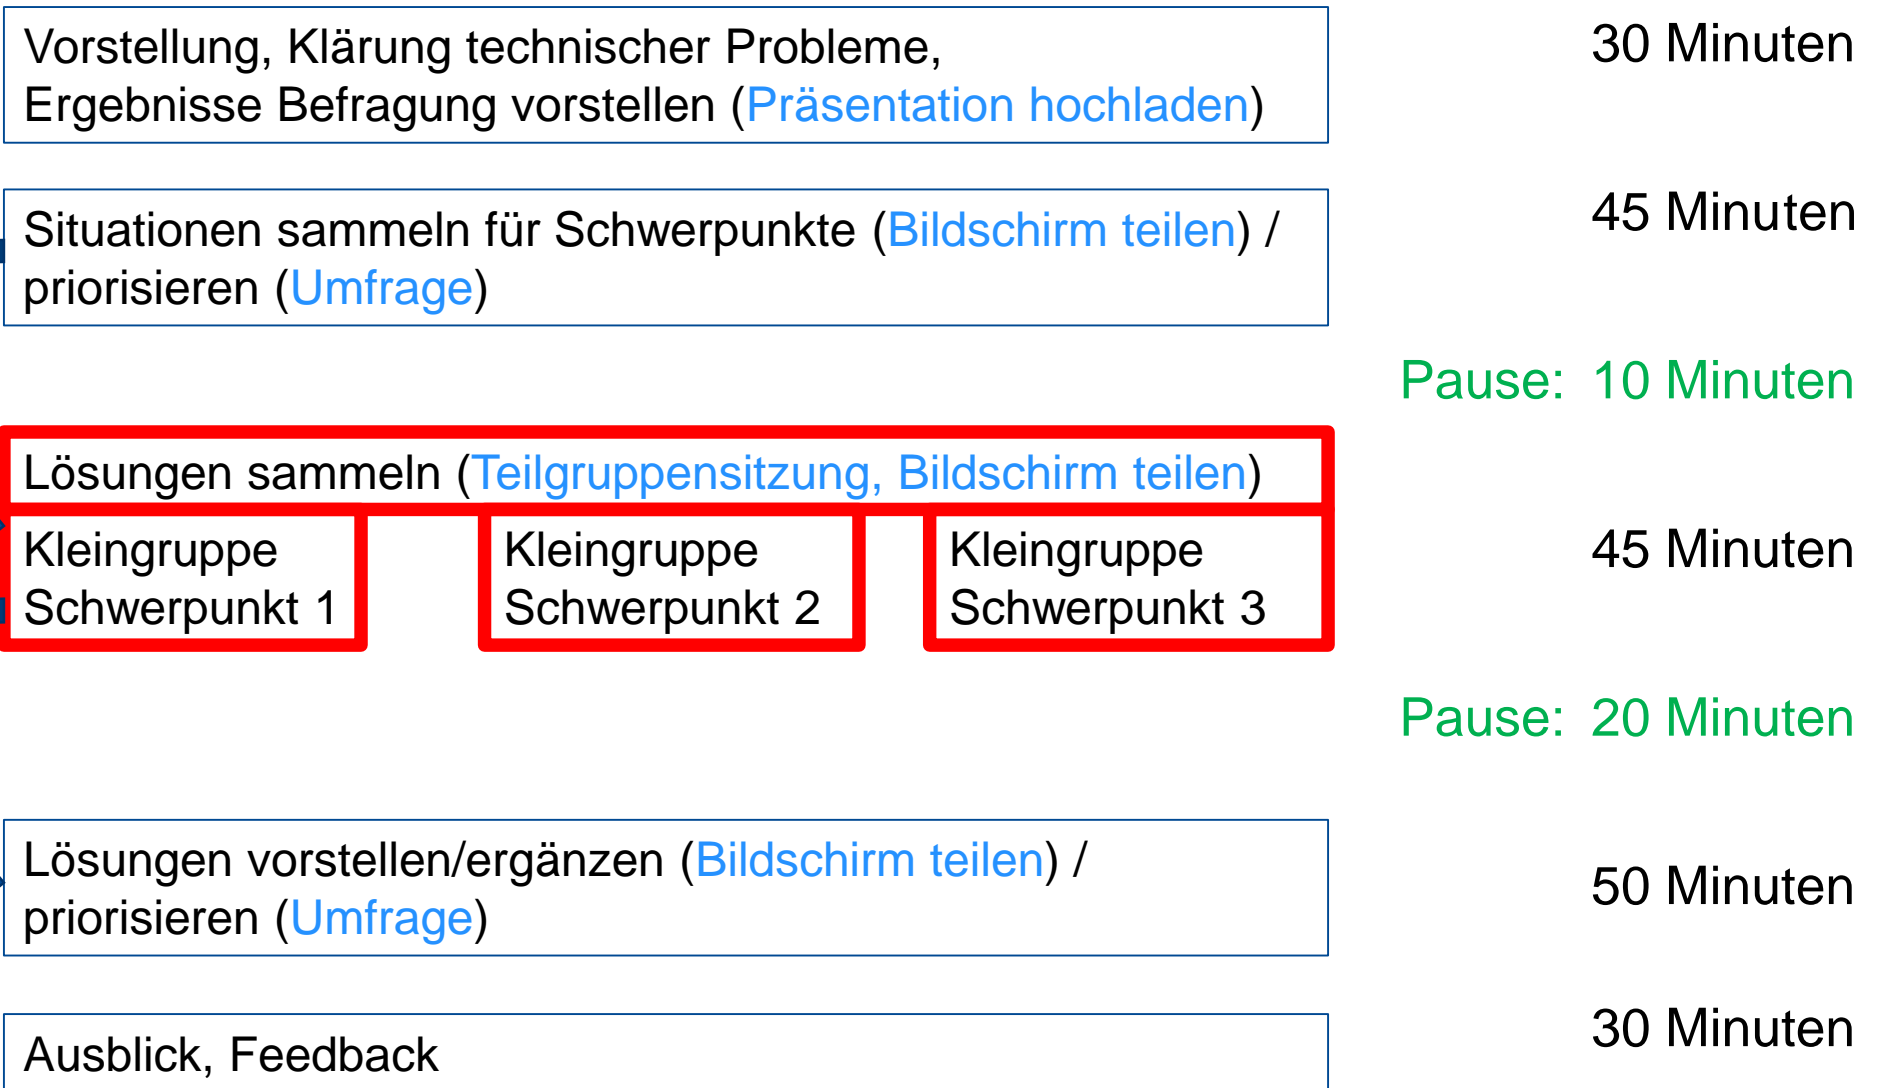 Vorstellung, Klärung technischer Probleme,
Ergebnisse Befragung vorstellen (Präsentation hochladen)
30 Minuten
Situationen sammeln für Schwerpunkte (Bildschirm teilen) /
priorisieren (Umfrage)
45 Minuten
Pause: 10 Minuten
Lösungen sammeln (Teilgruppensitzung, Bildschirm teilen)
Kleingruppe
Schwerpunkt 1
Kleingruppe
Schwerpunkt 2
Kleingruppe
Schwerpunkt 3
45 Minuten
Pause: 20 Minuten
Lösungen vorstellen/ergänzen (Bildschirm teilen) /
priorisieren (Umfrage)
50 Minuten
Ausblick, Feedback
30 Minuten